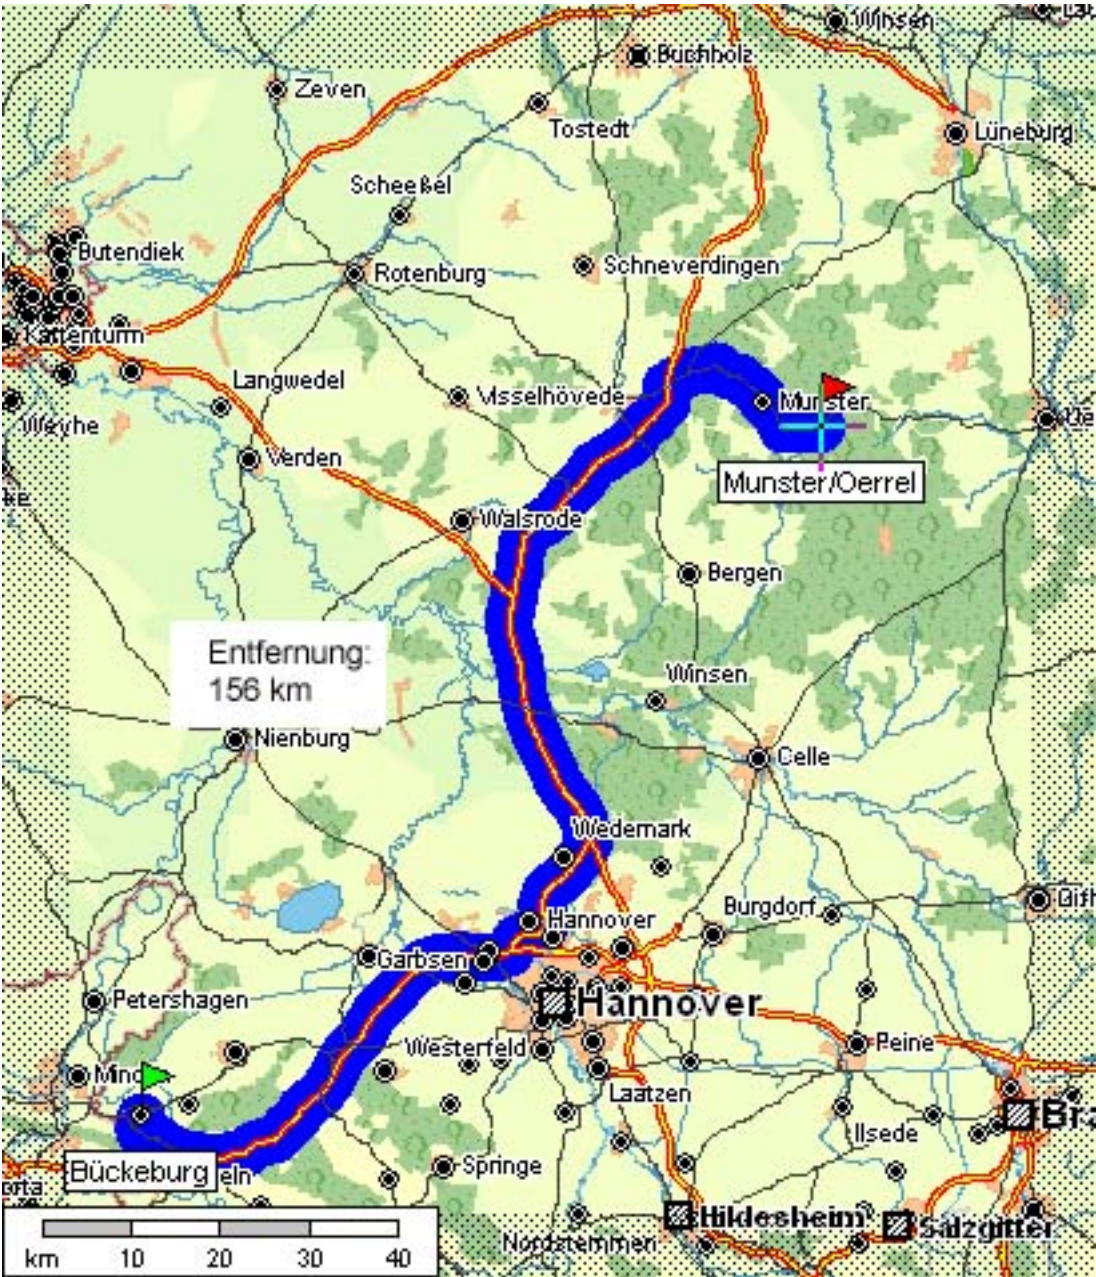 Winsen
Buchholz
Zeven
Tostedt
Lüneburg
Scheeßel
Butendiek
Rotenburg
Schneverdingen
Kattenturm
Langwedel
Visselhövede
Munster
Weyhe
Verden
Munster/Oerrel
Walsrode
Bergen
Entfernung:
156 km
Winsen
Nienburg
Celle
Wedemark
Burgdorf
Hannover
Garbsen
Petershagen
Hannover
Westerfeld
Peine
Laatzen
Ilsede
Bückeburg
eln
Springe
orta
Hildesheim
Salzgitter
Nordstemmen
km 10 20 30 40